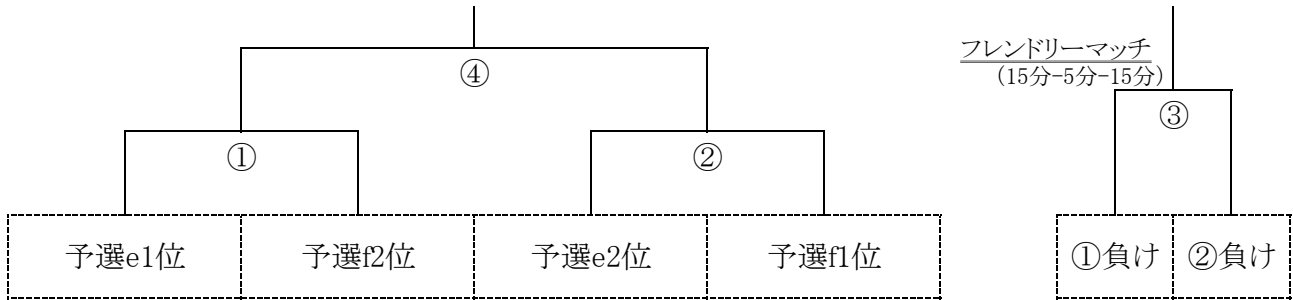 ④
フレンドリーマッチ
(15分-5分-15分)
①
②
③
予選e1位
予選f2位
予選e2位
予選f1位
①負け
②負け